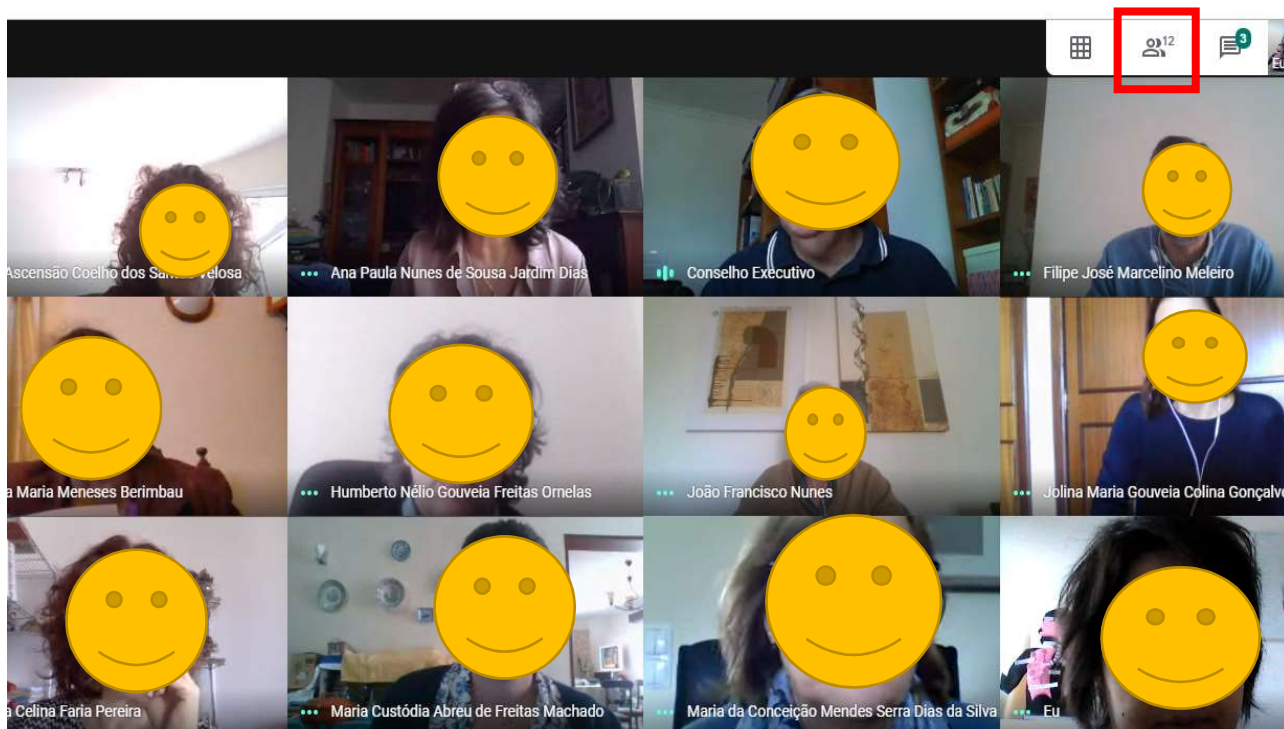 12
3
Eu
Ascensão Coelho dos Velosa
Ana Paula Nunes de Sousa Jardim Dias
Conselho Executivo
Filipe José Marcelino Meleiro
a Maria Meneses Berimbau
Humberto Nélio Gouveia Freitas Ornelas
João Francisco Nunes
Jolina Maria Gouveia Colina Gonçalv
a Celina Faria Pereira
Maria Custódia Abreu de Freitas Machado
Maria da Conceição Mendes Serra Dias da Silva
Eu